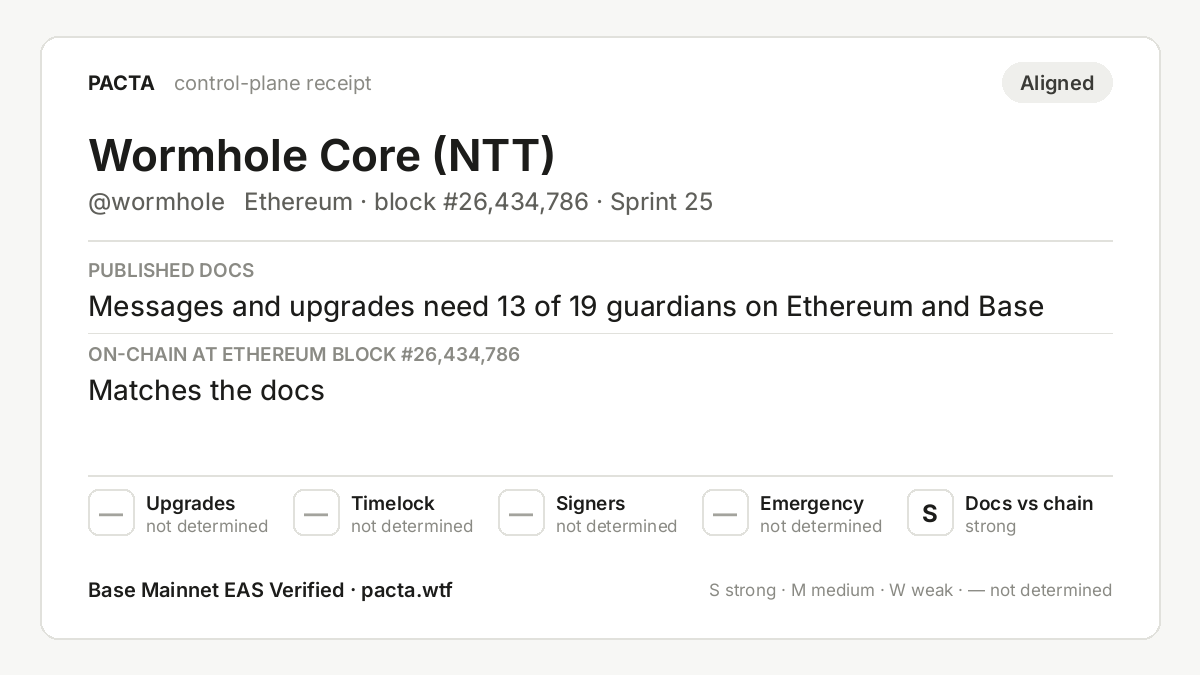 PACTA control-plane receipt Aligned
Wormhole Core (NTT)
@wormhole Ethereum · block #26,434,786 · Sprint 25
PUBLISHED DOCS
Messages and upgrades need 13 of 19 guardians on Ethereum and Base
ON-CHAIN AT ETHEREUM BLOCK #26,434,786
Matches the docs
— Upgrades not determined
— Timelock not determined
— Signers not determined
— Emergency not determined
S Docs vs chain strong
Base Mainnet EAS Verified · pacta.wtf
S strong · M medium · W weak · — not determined